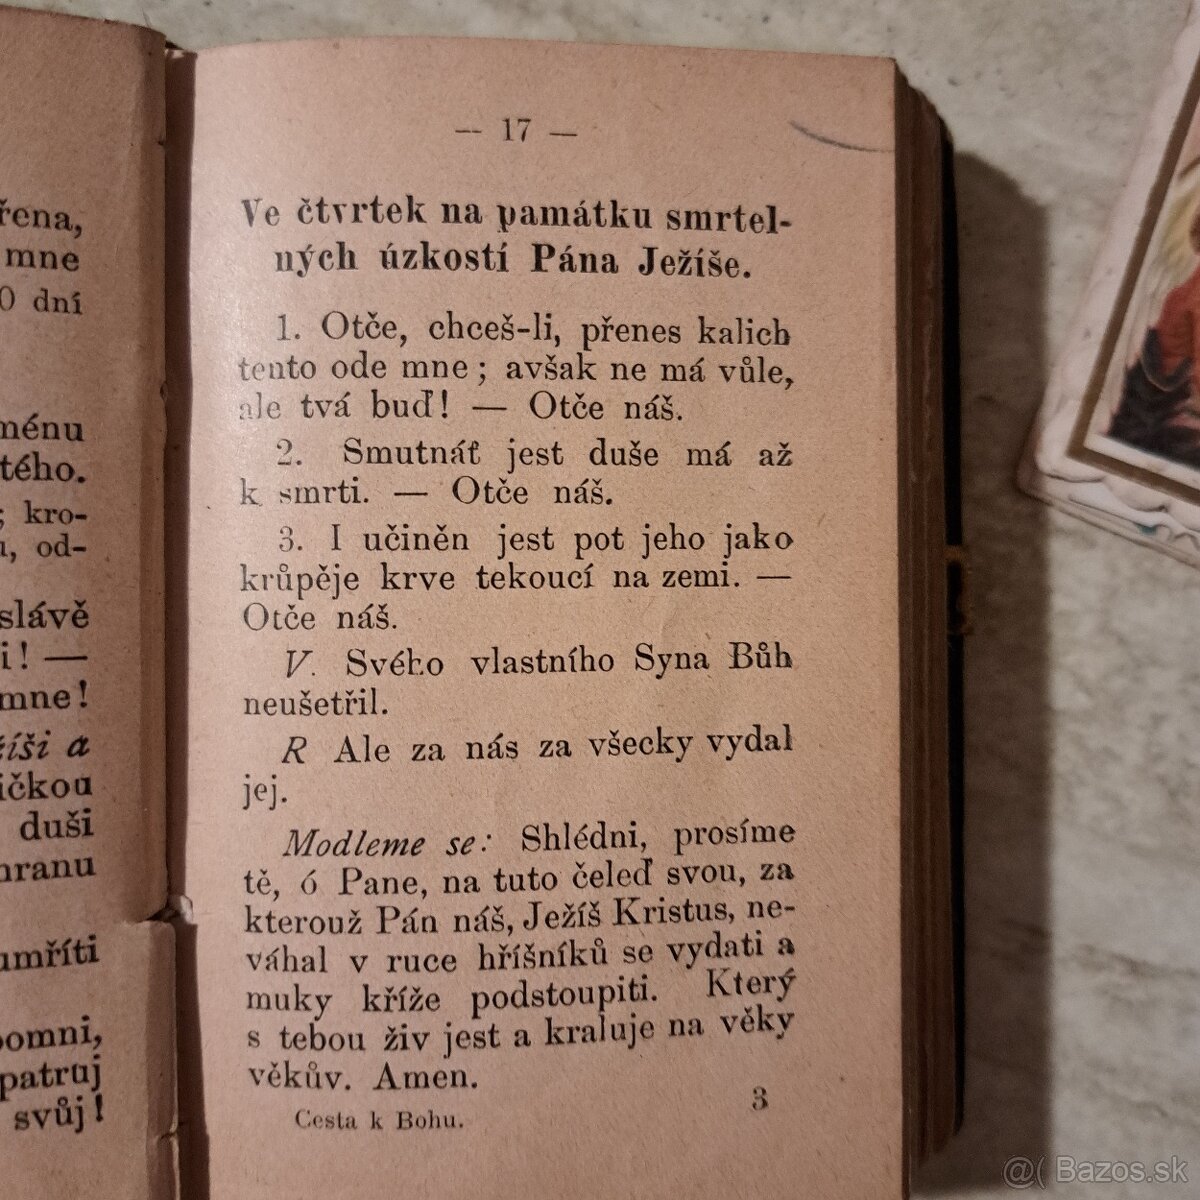 mne
0 dní
ménu
tého.
; kro-
od-
slávě
i! —
mne!
duši
umříti
patruj
svůj!
— 17 —
Ve čtvrtek na památku smrtel-
ných úzkostí Pána Ježíše.
1. Otče, chceš-li, přenes kalich
tento ode mne; avšak ne má vůle,
ale tvá buď! — Otče náš.
2. Smutnáť jest duše má až
k smrti. — Otče náš.
3. I učiněn jest pot jeho jako
krůpěje krve tekoucí na zemi. —
Otče náš.
V. Svého vlastního Syna Bůh
neušetřil.
R Ale za nás za všecky vydal
jej.
Modleme se: Shlédni, prosíme
tě, ó Pane, na tuto čeleď svou, za
kterouž Pán náš, Ježíš Kristus, ne-
váhal v ruce hříšníků se vydati a
muky kříže podstoupiti. Který
s tebou živ jest a kraluje na věky
věkův. Amen.
Cesta k Bohu. 3
@( Bazos.sk